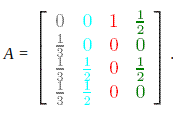 A = [ 0 0 1 1/2
1/3 0 0 0
1/3 1/2 0 1/2
1/3 1/2 0 0 ] .